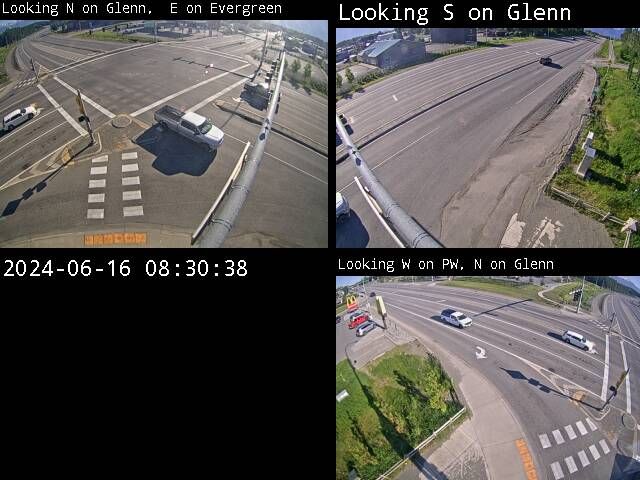 Looking N on Glenn, E on Evergreen
Looking S on Glenn
2024-06-16 08:30:38
Looking W on PW, N on Glenn